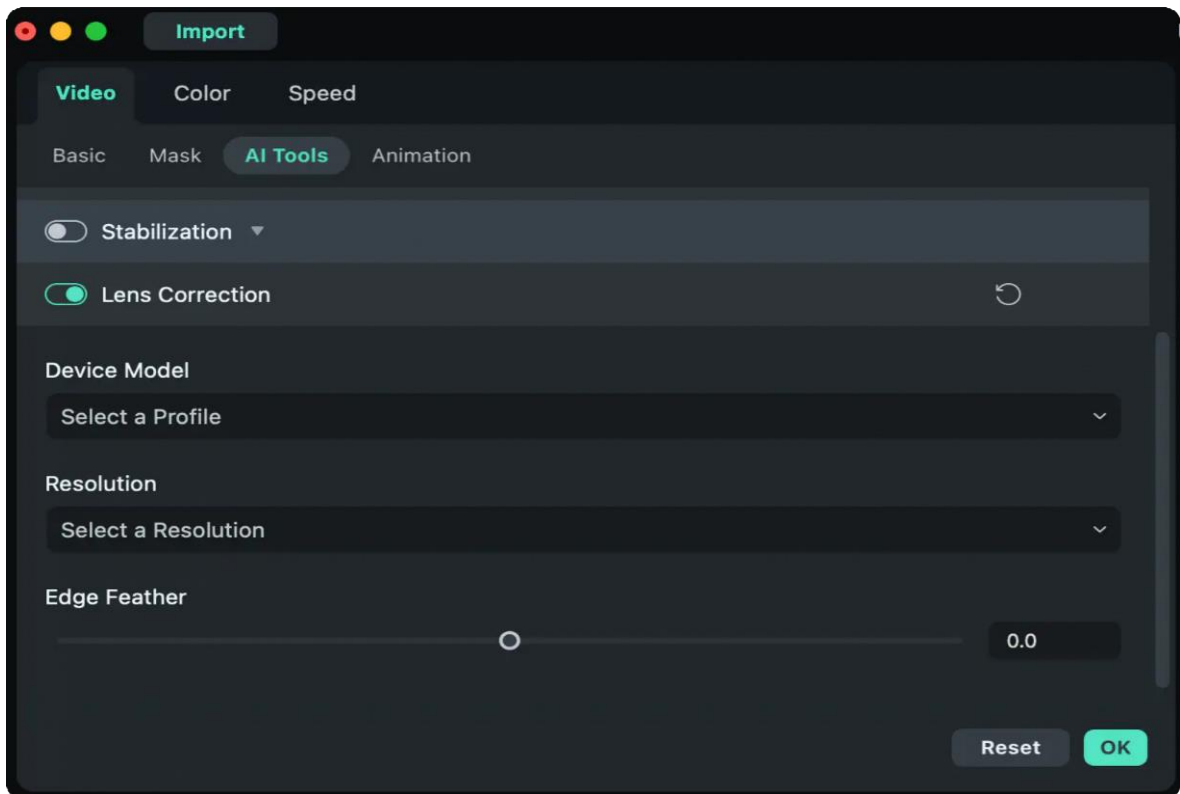 Import
Video Color Speed
Basic Mask AI Tools Animation
Stabilization
Lens Correction
Device Model
Select a Profile
Resolution
Select a Resolution
Edge Feather
0.0
Reset OK